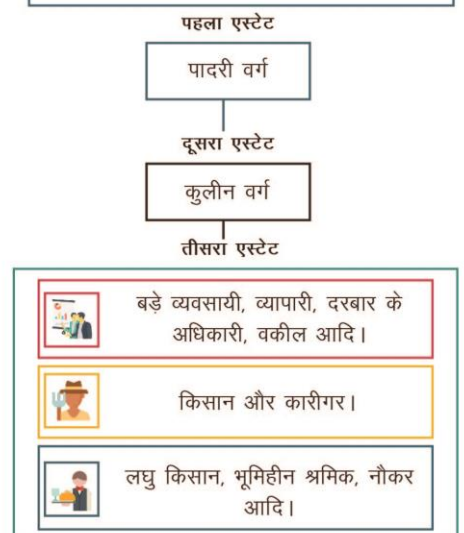 पहला एस्टेट
पादरी वर्ग
दूसरा एस्टेट
कुलीन वर्ग
तीसरा एस्टेट
बड़े व्यवसायी, व्यापारी, दरबार के
अधिकारी, वकील आदि।
किसान और कारीगर।
लघु किसान, भूमिहीन श्रमिक, नौकर
आदि।